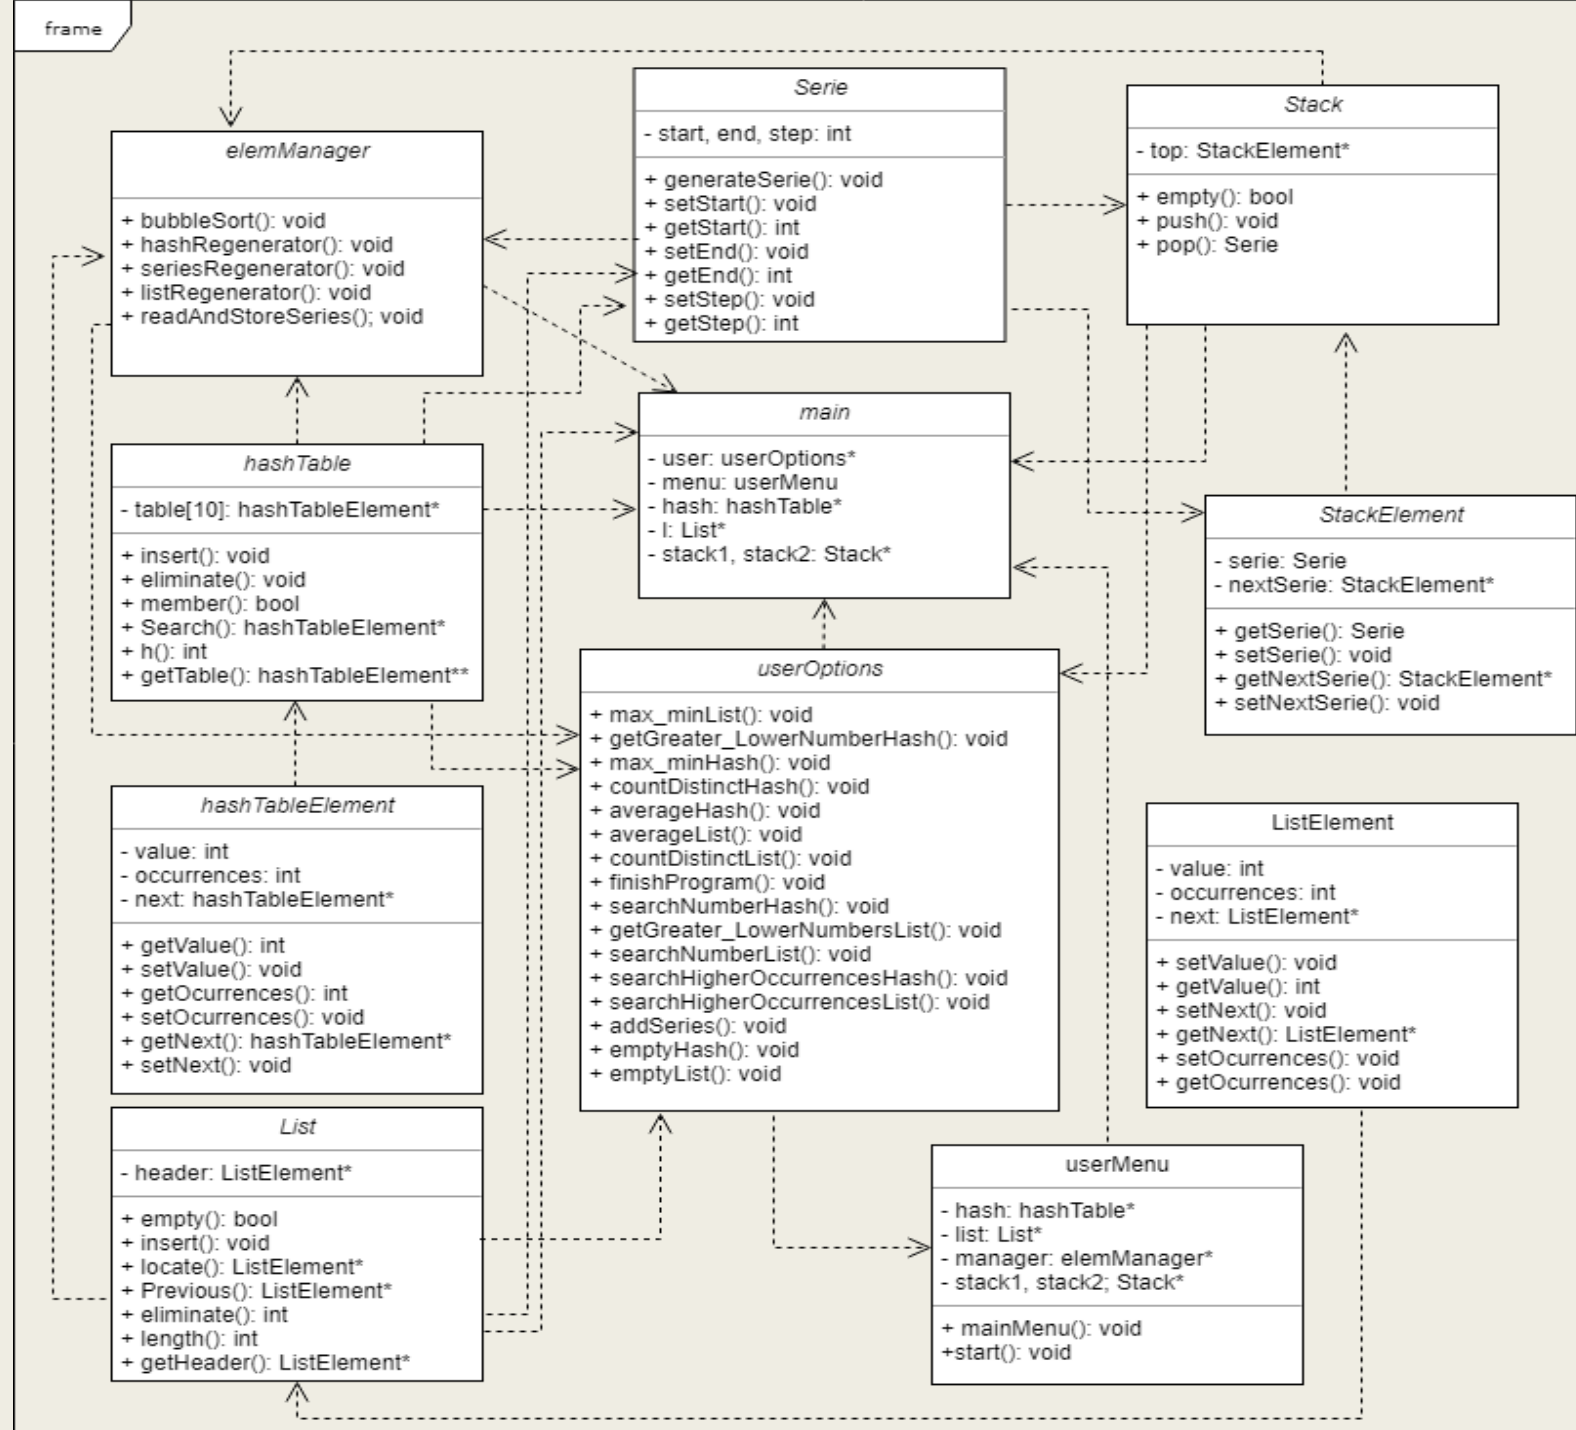 frame
elemManager
+ bubbleSort(): void
+ hashRegenerator(): void
+ seriesRegenerator(): void
+ listRegenerator(): void
+ readAndStoreSeries(); void
Serie
- start, end, step: int
+ generateSerie(): void
+ setStart(): void
+ getStart(): int
+ setEnd(): void
+ getEnd(): int
+ setStep(): void
+ getStep(): int
Stack
- top: StackElement*
+ empty(): bool
+ push(): void
+ pop(): Serie
hashTable
- table[10]: hashTableElement*
+ insert(): void
+ eliminate(): void
+ member(): bool
+ Search(): hashTableElement*
+ h(): int
+ getTable(): hashTableElement**
main
- user: userOptions*
- menu: userMenu
- hash: hashTable*
- l: List*
- stack1, stack2: Stack*
StackElement
- serie: Serie
- nextSerie: StackElement*
+ getSerie(): Serie
+ setSerie(): void
+ getNextSerie(): StackElement*
+ setNextSerie(): void
hashTableElement
- value: int
- occurrences: int
- next: hashTableElement*
+ getValue(): int
+ setValue(): void
+ getOcurrences(): int
+ setOcurrences(): void
+ getNext(): hashTableElement*
+ setNext(): void
userOptions
+ max_minList(): void
+ getGreater_LowerNumberHash(): void
+ max_minHash(): void
+ countDistinctHash(): void
+ averageHash(): void
+ averageList(): void
+ countDistinctList(): void
+ finishProgram(): void
+ searchNumberHash(): void
+ getGreater_LowerNumbersList(): void
+ searchNumberList(): void
+ searchHigherOccurrencesHash(): void
+ searchHigherOccurrencesList(): void
+ addSeries(): void
+ emptyHash(): void
+ emptyList(): void
ListElement
- value: int
- occurrences: int
- next: ListElement*
+ setValue(): void
+ getValue(): int
+ setNext(): void
+ getNext(): ListElement*
+ setOcurrences(): void
+ getOcurrences(): void
List
- header: ListElement*
+ empty(): bool
+ insert(): void
+ locate(): ListElement*
+ Previous(): ListElement*
+ eliminate(): int
+ length(): int
+ getHeader(): ListElement*
userMenu
- hash: hashTable*
- list: List*
- manager: elemManager*
- stack1, stack2; Stack*
+ mainMenu(): void
+start(): void